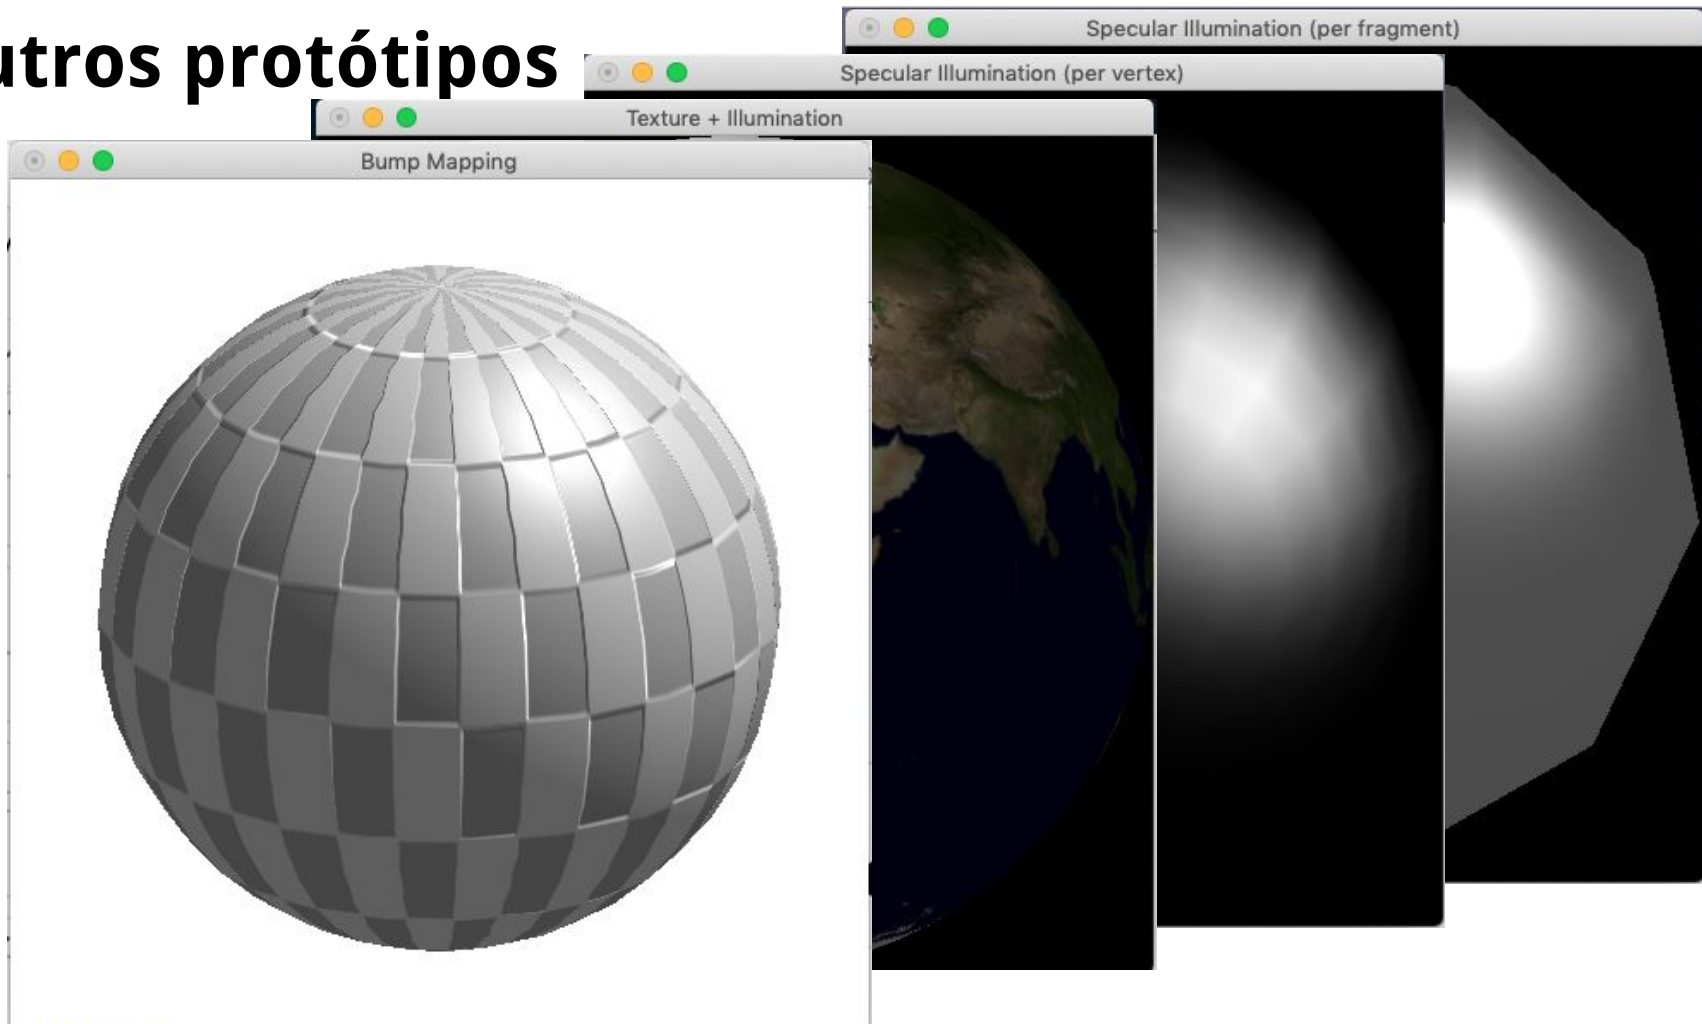 utros protótipos
Specular Illumination (per fragment)
Specular Illumination (per vertex)
Texture + Illumination
Bump Mapping